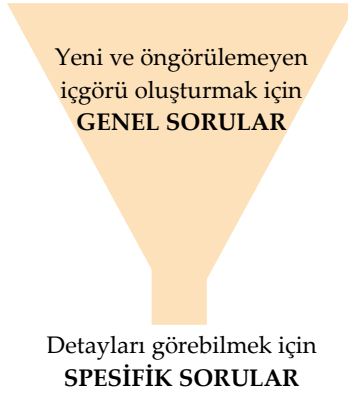 Yeni ve öngörülemeyen
içgörü oluşturmak için
GENEL SORULAR
Detayları görebilmek için
SPESİFİK SORULAR